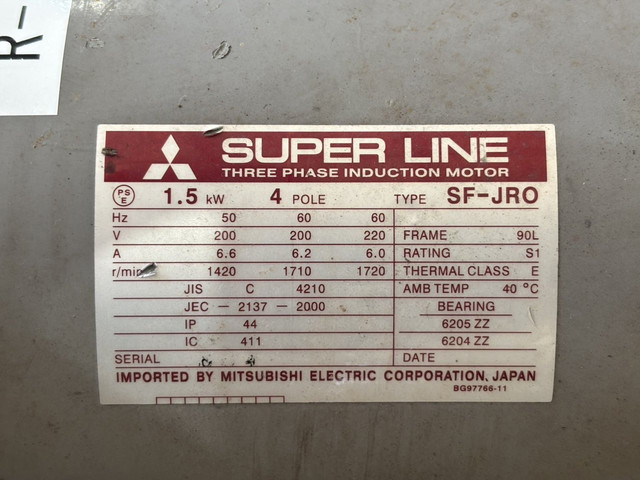 R-
SUPER LINE
THREE PHASE INDUCTION MOTOR
PS E 1.5 kW 4 POLE TYPE SF-JRO
Hz 50 60 60
V 200 200 220 FRAME 90L
A 6.6 6.2 6.0 RATING S1
r/min 1420 1710 1720 THERMAL CLASS E
JIS C 4210 AMB TEMP 40 °C
JEC — 2137 — 2000 BEARING
IP 44 6205 ZZ
IC 411 6204 ZZ
SERIAL DATE
IMPORTED BY MITSUBISHI ELECTRIC CORPORATION, JAPAN
BG97766-11